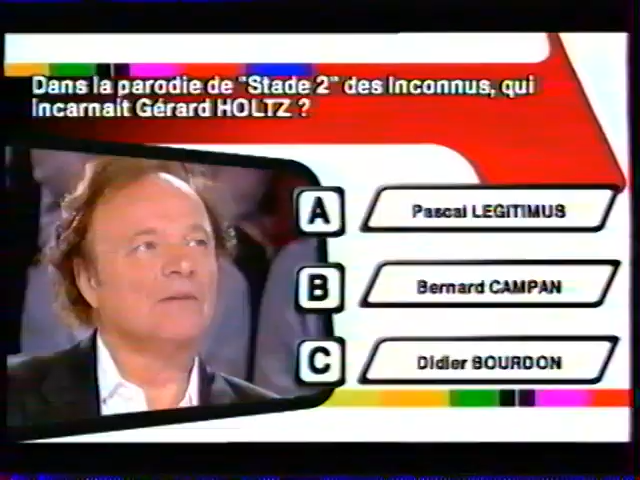 Dans la parodie de "Stade 2" des Inconnus, qui
incarnait Gérard HOLTZ ?
A Pascal LEGITIMUS
B Bernard CAMPAN
C Didier BOURDON